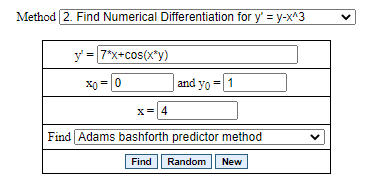 Method 2. Find Numerical Differentiation for y' = y-x^3
y' = 7*x+cos(x*y)
x0 = 0 and y0 = 1
x = 4
Find Adams bashforth predictor method
Find Random New